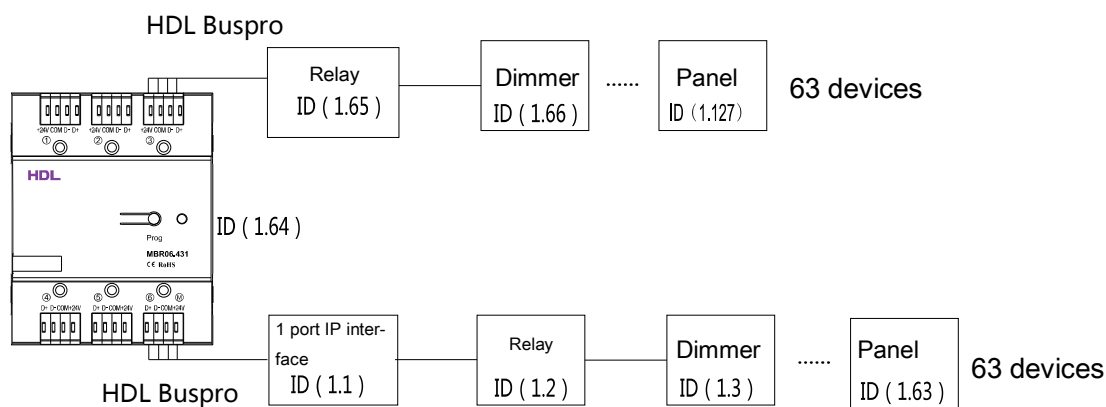 HDL Buspro
Relay
ID ( 1.65 )
Dimmer
ID ( 1.66 )
......
Panel
ID (1.127)
63 devices
+24V COM D- D+ +24V COM D- D+ +24V COM D- D+
① ② ③
HDL
ID ( 1.64 )
Prog
MBR06.431
CE RoHS
④ ⑤ ⑥ Ⓜ
D+ D- COM+24V D+ D- COM+24V D+ D- COM+24V
HDL Buspro
1 port IP inter-
face
ID ( 1.1 )
Relay
ID ( 1.2 )
Dimmer
ID ( 1.3 )
......
Panel
ID ( 1.63 )
63 devices